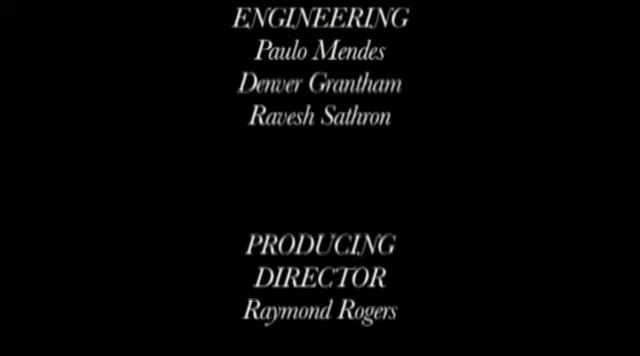 ENGINEERING
Paulo Mendes
Denver Grantham
Ravesh Sathron
PRODUCING
DIRECTOR
Raymond Rogers